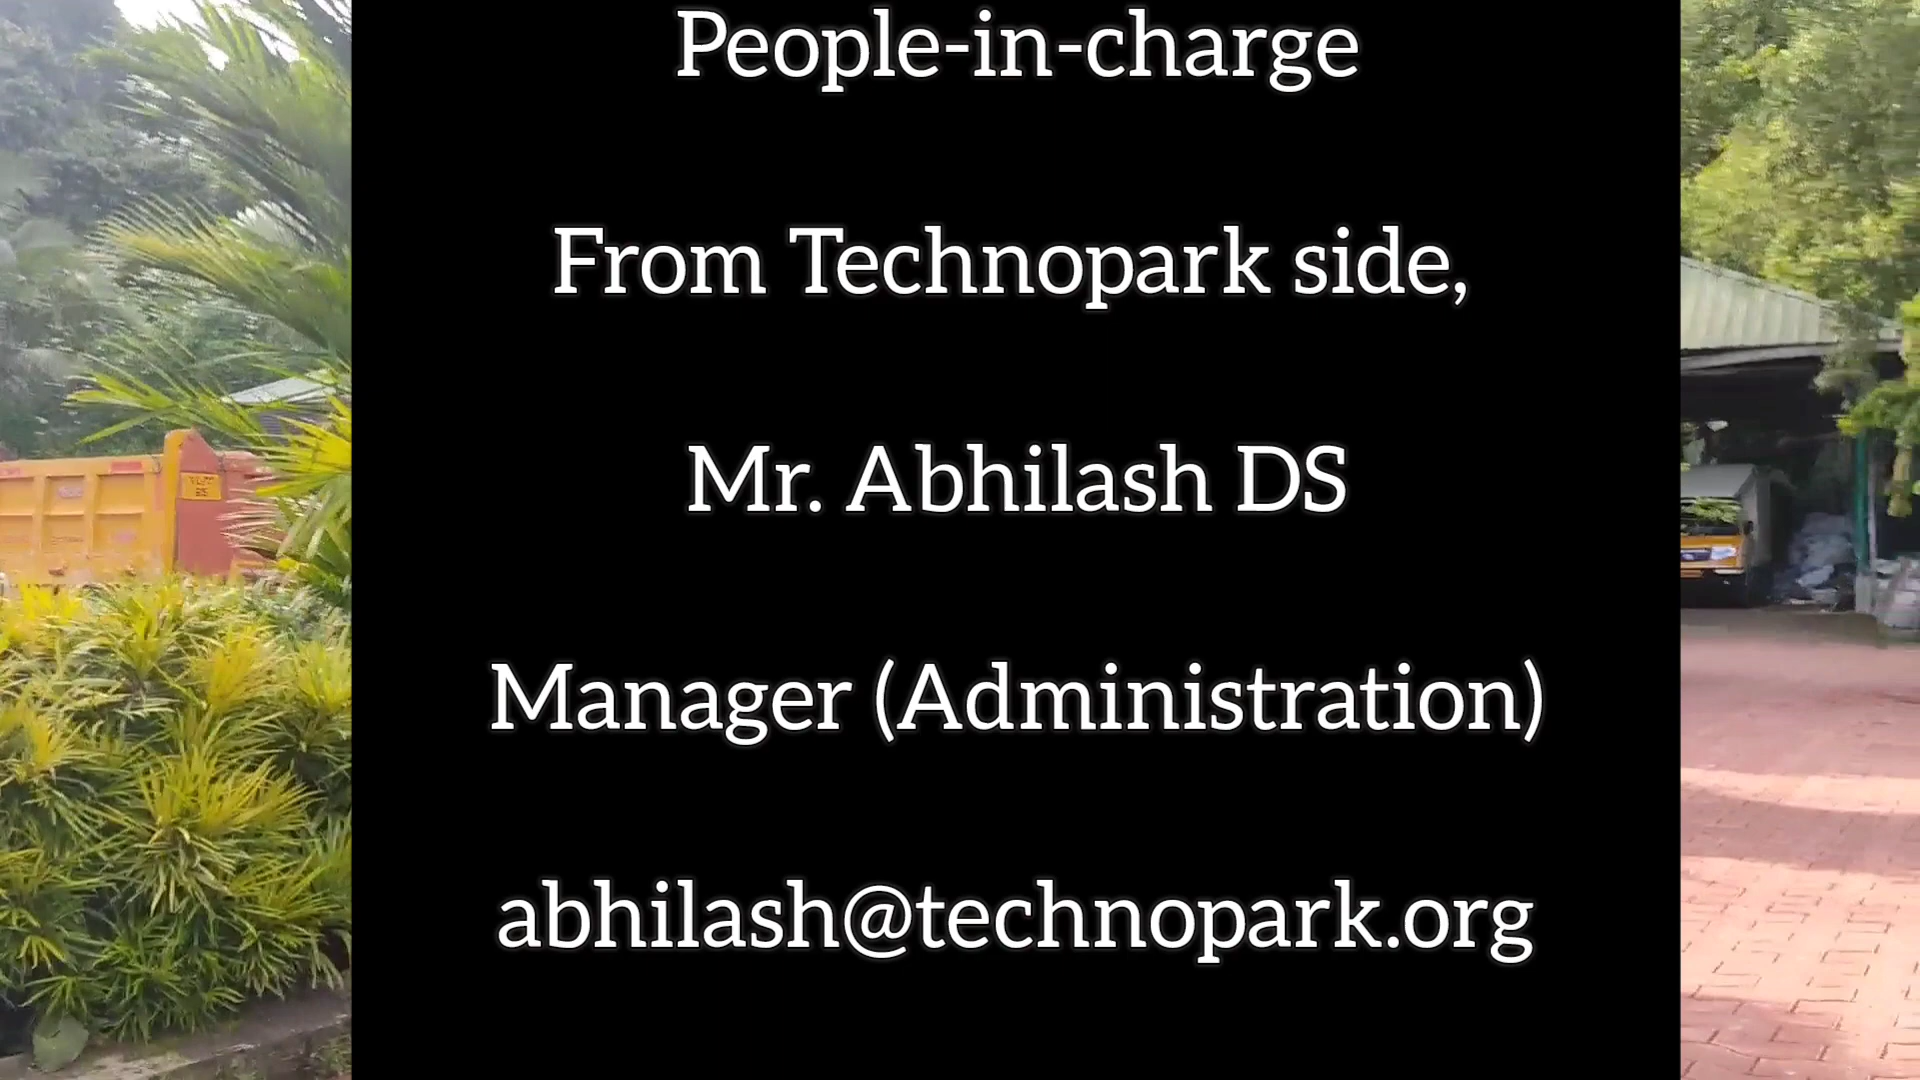 People-in-charge
From Technopark side,
Mr. Abhilash DS
Manager (Administration)
abhilash@technopark.org